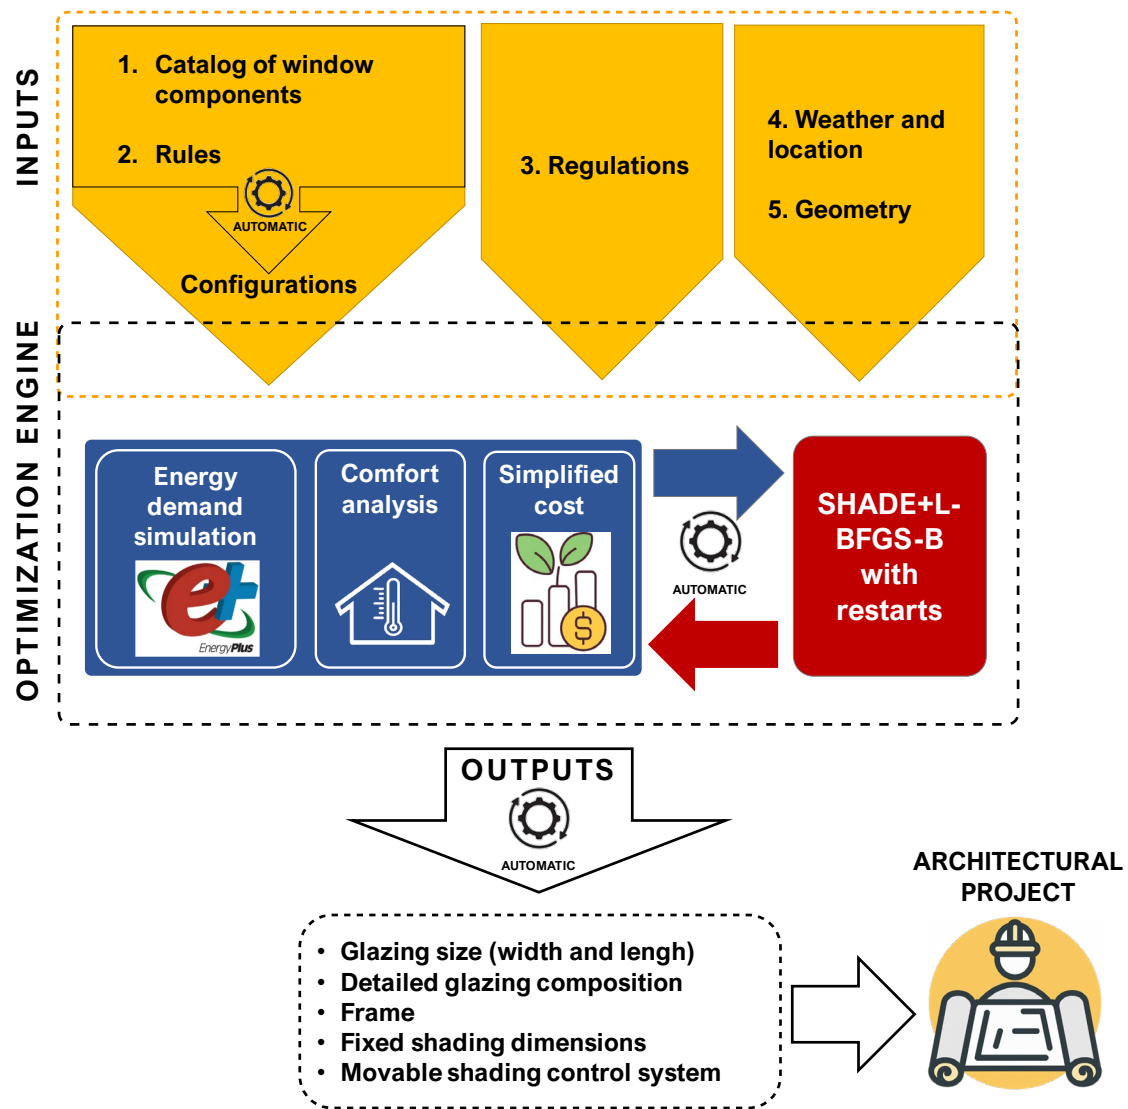 INPUTS
1. Catalog of window
components
2. Rules
AUTOMATIC
Configurations
3. Regulations
4. Weather and
location
5. Geometry
OPTIMIZATION ENGINE
Energy
demand
simulation
e+
EnergyPlus
Comfort
analysis
Simplified
cost
$
AUTOMATIC
SHADE+L-
BFGS-B
with
restarts
OUTPUTS
AUTOMATIC
• Glazing size (width and lengh)
• Detailed glazing composition
• Frame
• Fixed shading dimensions
• Movable shading control system
ARCHITECTURAL
PROJECT